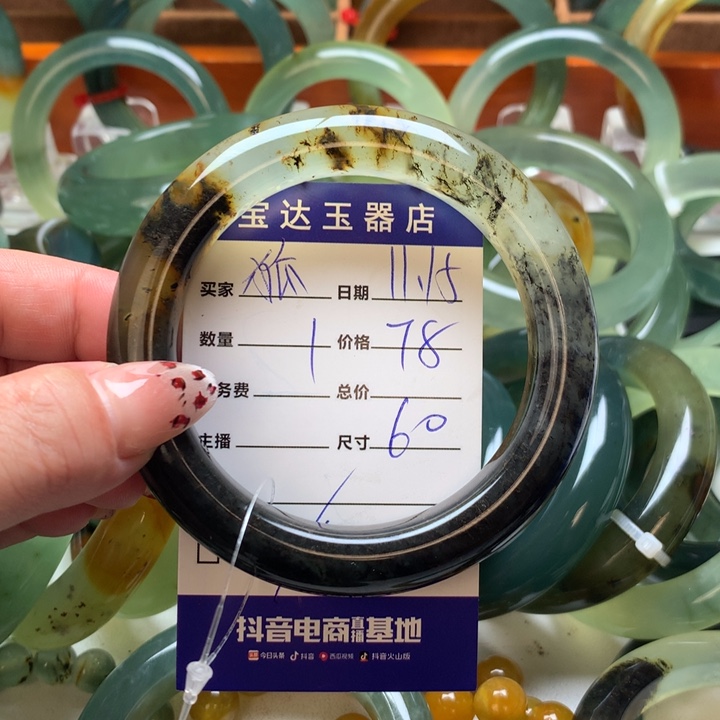 宝达玉器店
买家 狐 日期 11.15
数量 1 价格 78
务费 总价
主播 尺寸 60
抖音电商直播基地
今日头条 抖音 西瓜视频 抖音火山版